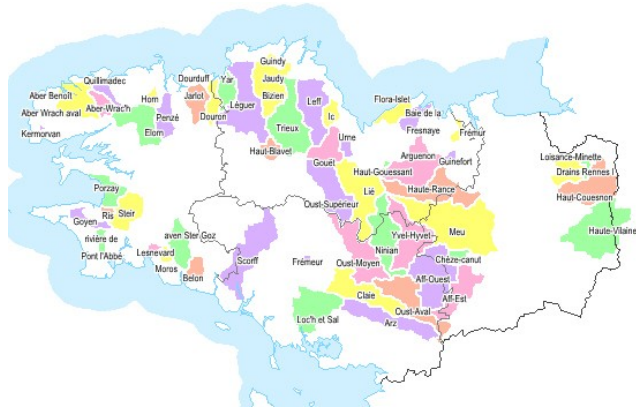 Quillimadec
Aber Benoît
Aber-Wrac'h
Aber Wrach aval
Kermorvan
Horn
Penzé
Elorn
Dourduff
Jarlot
Douron
Yar
Guindy
Jaudy
Bizien
Léguer
Trieux
Leff
Ic
Urne
Haut-Blavet
Gouët
Flora-Islet
Baie de la
Fresnaye
Frémur
Arguenon
Guinefort
Haut-Gouessant
Haute-Rance
Lié
Oust-Supérieur
Loisance-Minette
Drains Rennes I
Haut-Couesnon
Haute-Vilaine
Meu
Yvel-Hyvet
Ninian
Oust-Moyen
Chèze-canut
Aff-Ouest
Aff-Est
Porzay
Ris
Steir
Goyen
rivière de
Pont l'Abbé
aven Ster Goz
Lesnevard
Moros
Belon
Scorff
Frémeur
Claie
Oust-Aval
Arz
Loc'h et Sal